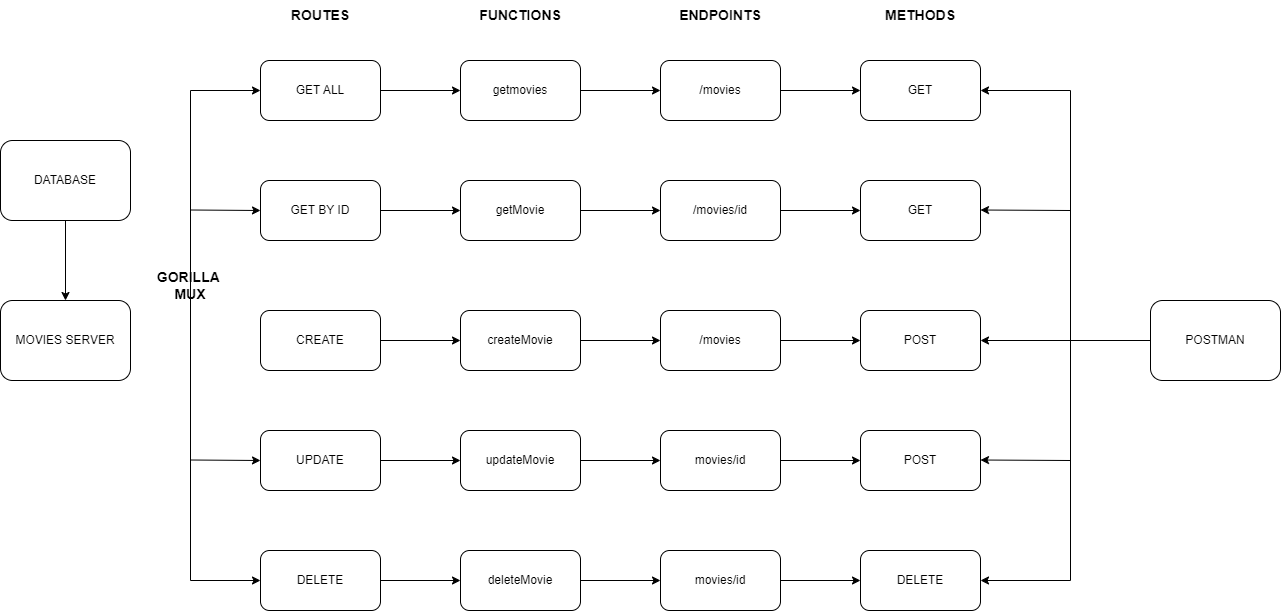 ROUTES
FUNCTIONS
ENDPOINTS
METHODS
GET ALL
getmovies
/movies
GET
DATABASE
GET BY ID
getMovie
/movies/id
GET
GORILLA
MUX
MOVIES SERVER
CREATE
createMovie
/movies
POST
POSTMAN
UPDATE
updateMovie
movies/id
POST
DELETE
deleteMovie
movies/id
DELETE